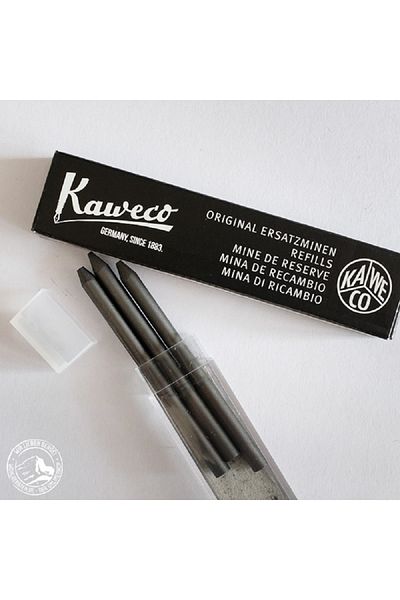 Kaweco
GERMANY, SINCE 1883.
ORIGINAL ERSATZMINEN
REFILLS
MINE DE RESERVE
MINA DE RECAMBIO
MINA DI RICAMBIO
KA
WE
CO